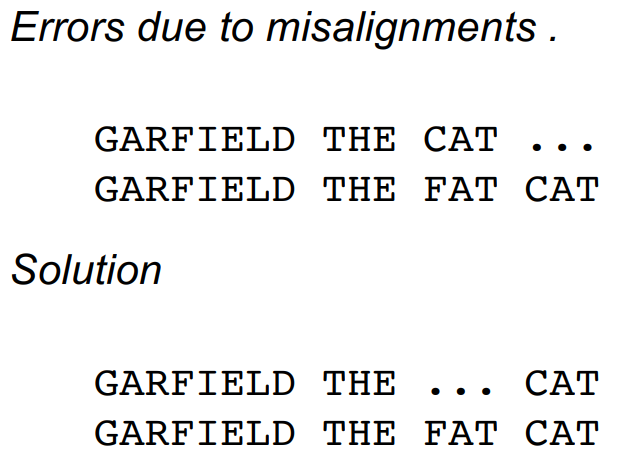 Errors due to misalignments .
GARFIELD THE CAT ...
GARFIELD THE FAT CAT
Solution
GARFIELD THE ... CAT
GARFIELD THE FAT CAT